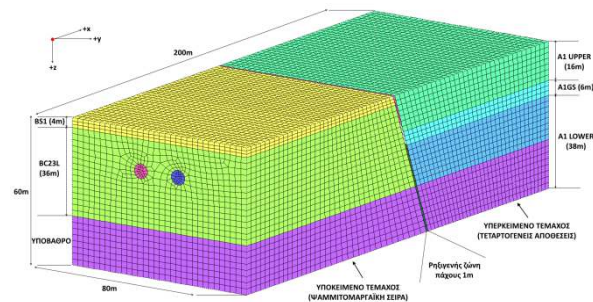 +x
+y
+z
200m
A1 UPPER
(16m)
A1GS (6m)
A1 LOWER
(38m)
BS1 (4m)
BC23L
(36m)
60m
ΥΠΟΒΑΘΡΟ
80m
ΥΠΕΡΚΕΙΜΕΝΟ ΤΕΜΑΧΟΣ
(ΤΕΤΑΡΤΟΓΕΝΕΙΣ ΑΠΟΘΕΣΕΙΣ)
Ρηξιγενής ζώνη
πάχους 1m
ΥΠΟΚΕΙΜΕΝΟ ΤΕΜΑΧΟΣ
(ΨΑΜΜΙΤΟΜΑΡΓΑΪΚΗ ΣΕΙΡΑ)